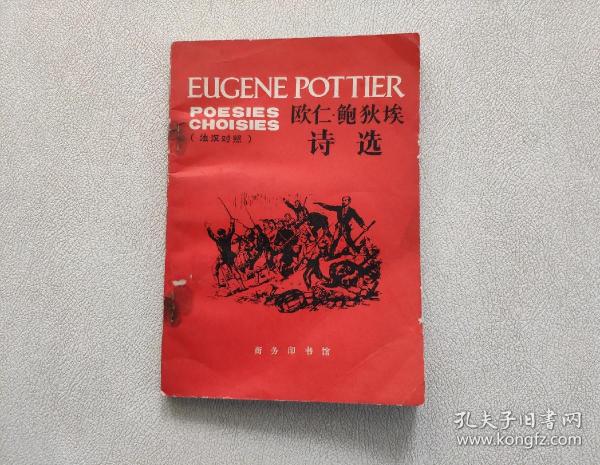 EUGENE POTTIER
POESIES
CHOISIES
(法汉对照)
欧仁·鲍狄埃
诗选
商务印书馆
孔夫子旧书网
www.kongfz.com